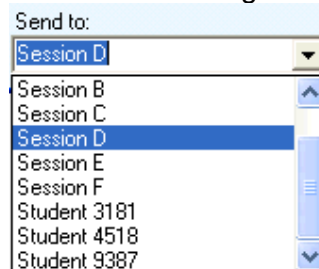 Send to:
Session D
Session B
Session C
Session D
Session E
Session F
Student 3181
Student 4518
Student 9387